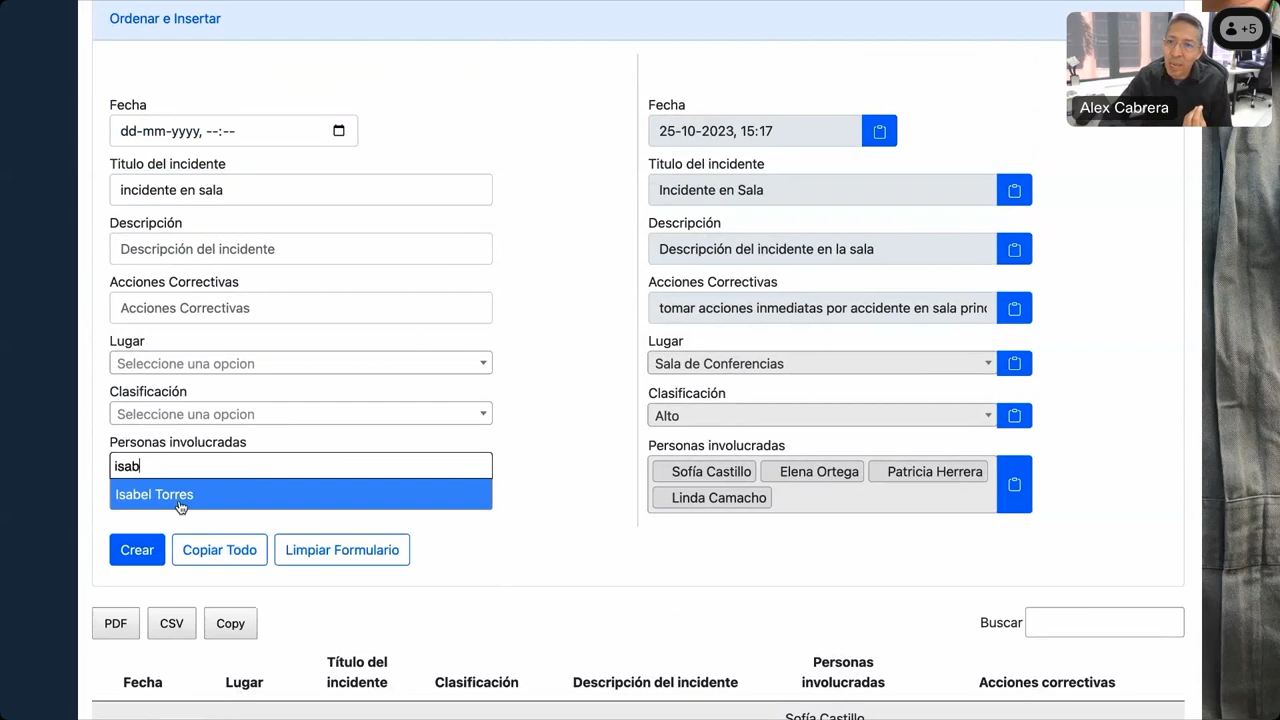 Ordenar e Insertar
+5
Alex Cabrera
Fecha
dd-mm-yyyy, --:--
Titulo del incidente
incidente en sala
Descripción
Descripción del incidente
Acciones Correctivas
Acciones Correctivas
Lugar
Seleccione una opcion
Clasificación
Seleccione una opcion
Personas involucradas
isab
Isabel Torres
Crear
Copiar Todo
Limpiar Formulario
Fecha
25-10-2023, 15:17
Titulo del incidente
Incidente en Sala
Descripción
Descripción del incidente en la sala
Acciones Correctivas
tomar acciones inmediatas por accidente en sala princ
Lugar
Sala de Conferencias
Clasificación
Alto
Personas involucradas
Sofía Castillo Elena Ortega Patricia Herrera
Linda Camacho
PDF CSV Copy
Buscar
Fecha
Lugar
Título del
incidente
Clasificación
Descripción del incidente
Personas
involucradas
Acciones correctivas
Sofía Castillo